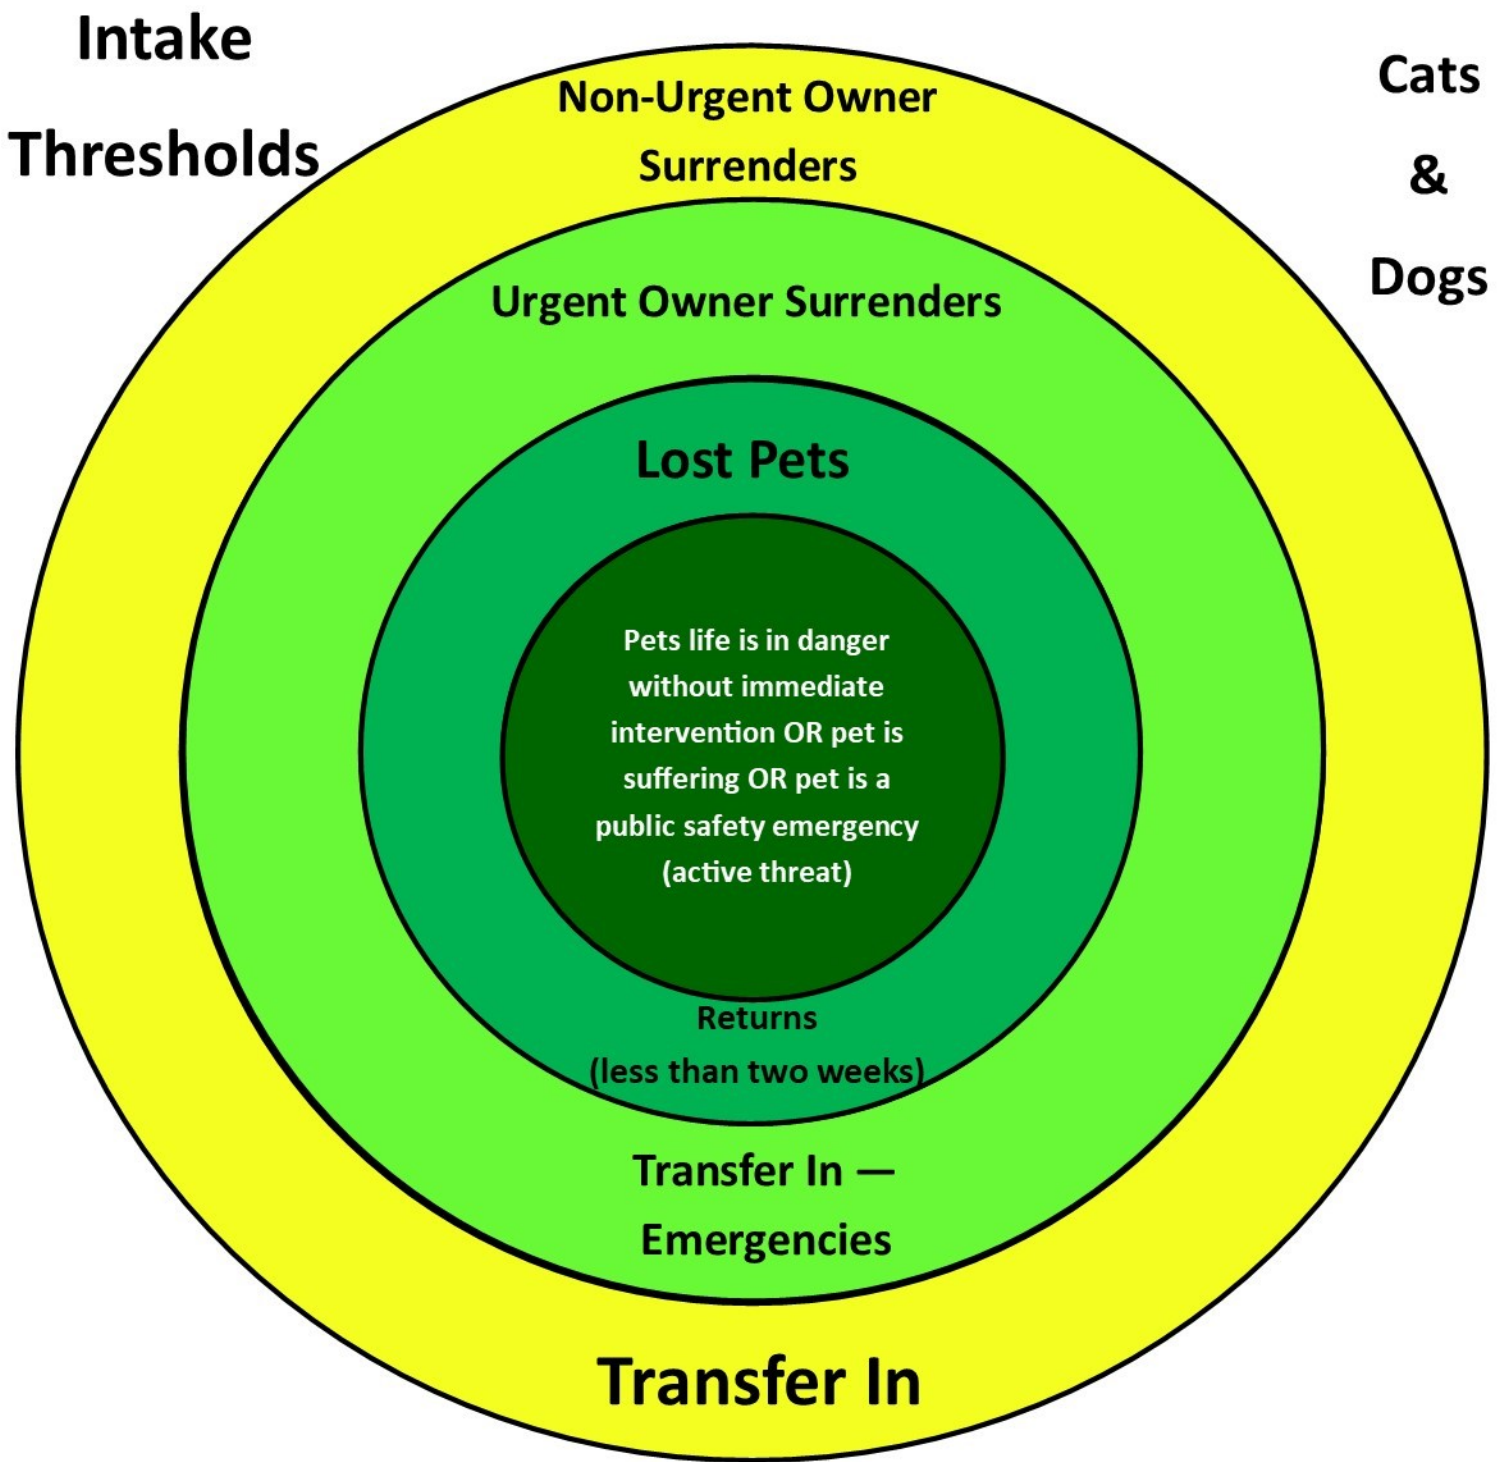 Intake
Thresholds
Cats
&
Dogs
Non-Urgent Owner
Surrenders
Urgent Owner Surrenders
Lost Pets
Pets life is in danger
without immediate
intervention OR pet is
suffering OR pet is a
public safety emergency
(active threat)
Returns
(less than two weeks)
Transfer In —
Emergencies
Transfer In